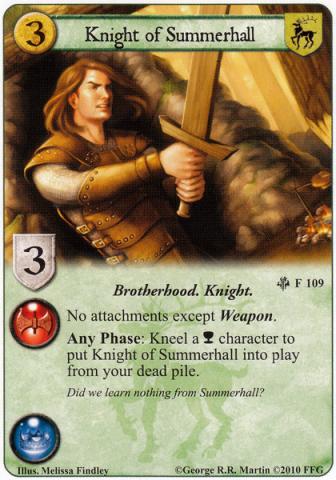 3
Knight of Summerhall
3
Brotherhood. Knight.
F 109
No attachments except Weapon.
Any Phase: Kneel a character to
put Knight of Summerhall into play
from your dead pile.
Did we learn nothing from Summerhall?
Illus. Melissa Findley
©George R.R. Martin ©2010 FFG